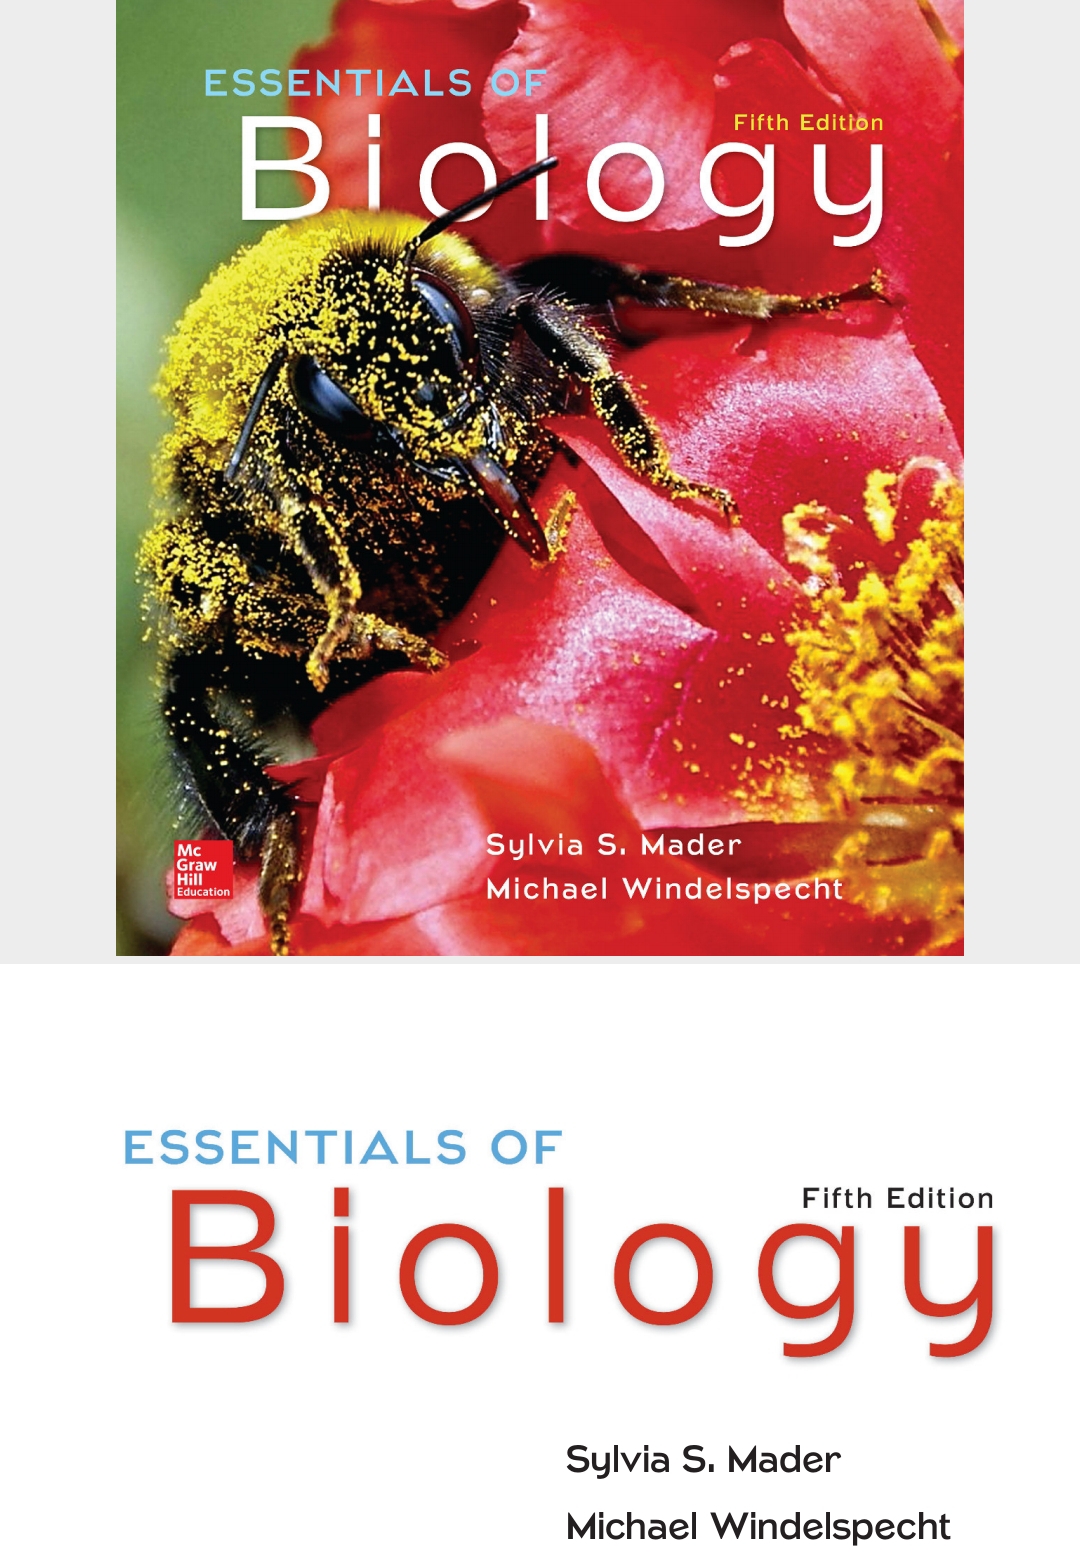 ESSENTIALS OF
Fifth Edition
Biology
Sylvia S. Mader
Michael Windelspecht
Mc
Graw
Hill
Education
ESSENTIALS OF
Fifth Edition
Biology
Sylvia S. Mader
Michael Windelspecht